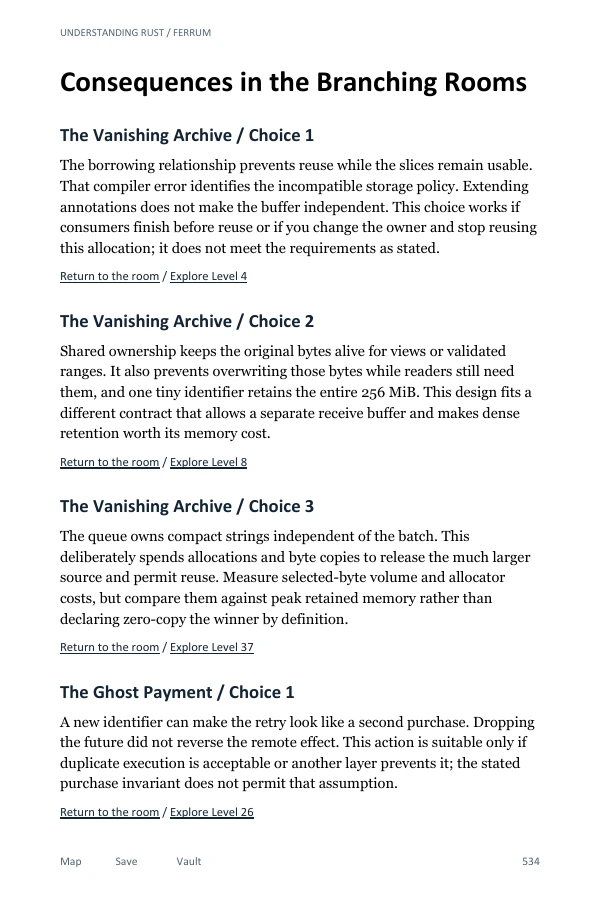 UNDERSTANDING RUST / FERRUM
Consequences in the Branching Rooms
The Vanishing Archive / Choice 1
The borrowing relationship prevents reuse while the slices remain usable.
That compiler error identifies the incompatible storage policy. Extending
annotations does not make the buffer independent. This choice works if
consumers finish before reuse or if you change the owner and stop reusing
this allocation; it does not meet the requirements as stated.
Return to the room / Explore Level 4
The Vanishing Archive / Choice 2
Shared ownership keeps the original bytes alive for views or validated
ranges. It also prevents overwriting those bytes while readers still need
them, and one tiny identifier retains the entire 256 MiB. This design fits a
different contract that allows a separate receive buffer and makes dense
retention worth its memory cost.
Return to the room / Explore Level 8
The Vanishing Archive / Choice 3
The queue owns compact strings independent of the batch. This
deliberately spends allocations and byte copies to release the much larger
source and permit reuse. Measure selected-byte volume and allocator
costs, but compare them against peak retained memory rather than
declaring zero-copy the winner by definition.
Return to the room / Explore Level 37
The Ghost Payment / Choice 1
A new identifier can make the retry look like a second purchase. Dropping
the future did not reverse the remote effect. This action is suitable only if
duplicate execution is acceptable or another layer prevents it; the stated
purchase invariant does not permit that assumption.
Return to the room / Explore Level 26
Map Save Vault 534